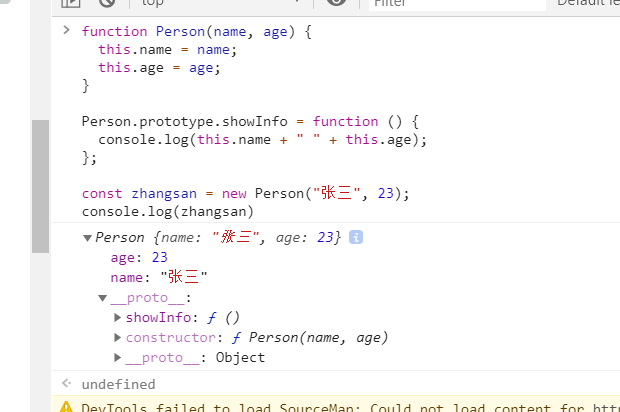 top
Filter
Default le
> function Person(name, age) {
this.name = name;
this.age = age;
}
Person.prototype.showInfo = function () {
console.log(this.name + " " + this.age);
};
const zhangsan = new Person("张三", 23);
console.log(zhangsan)
▼Person {name: "张三", age: 23} i
age: 23
name: "张三"
▼__proto__:
▶showInfo: ƒ ()
▶constructor: ƒ Person(name, age)
▶__proto__: Object
undefined
DevTools failed to load SourceMap: Could not load content for http